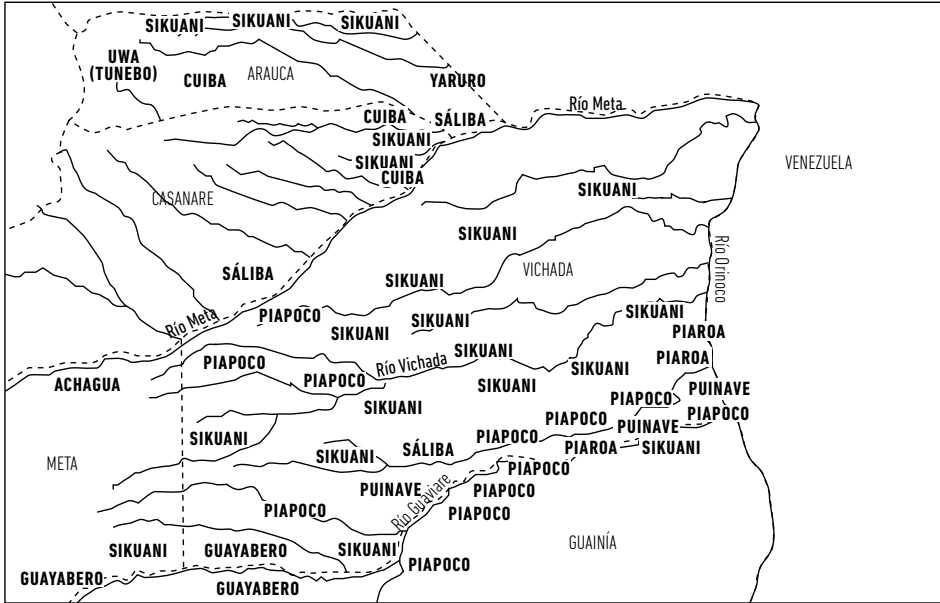 SIKUANI
SIKUANI
SIKUANI
UWA
(TUNEBO)
CUIBA
ARAUCA
YARURO
CUIBA
SÁLIBA
Río Meta
SIKUANI
SIKUANI
CUIBA
VENEZUELA
CASANARE
SIKUANI
SIKUANI
Río Orinoco
SÁLIBA
SIKUANI
VICHADA
PIAPOCO
Río Meta
SIKUANI
SIKUANI
SIKUANI
PIAROA
PIAPOCO
Río Vichada
SIKUANI
PIAROA
ACHAGUA
PIAPOCO
SIKUANI
SIKUANI
PUINAVE
SIKUANI
PIAPOCO
PIAPOCO
PIAPOCO
PUINAVE
SIKUANI
PIAPOCO
PIAROA
SIKUANI
META
SIKUANI
SÁLIBA
PIAPOCO
PUINAVE
PIAPOCO
PIAPOCO
PIAPOCO
Río Guaviare
GUAINÍA
SIKUANI
GUAYABERO
SIKUANI
PIAPOCO
GUAYABERO
GUAYABERO